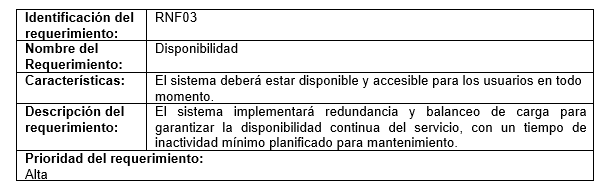 Identificación del RNF03
requerimiento:
Nombre del Disponibilidad
Requerimiento:
Características: El sistema deberá estar disponible y accesible para los usuarios en todo
momento.
Descripción del El sistema implementará redundancia y balanceo de carga para
requerimiento: garantizar la disponibilidad continua del servicio, con un tiempo de
inactividad mínimo planificado para mantenimiento.
Prioridad del requerimiento:
Alta